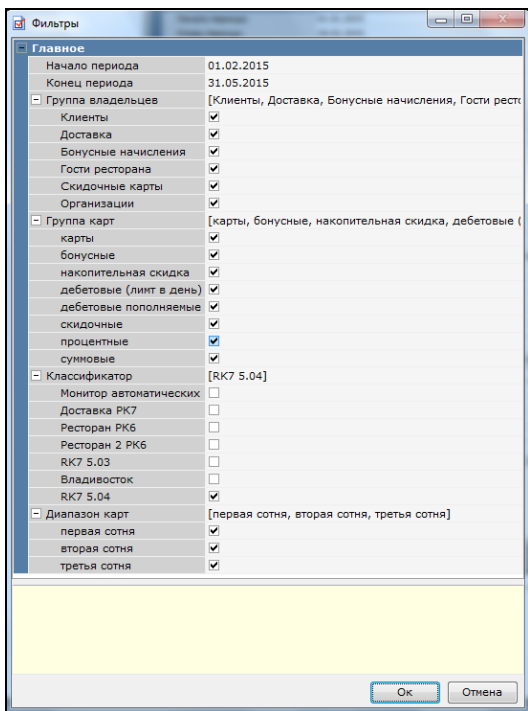 Фильтры
Главное
Начало периода 01.02.2015
Конец периода 31.05.2015
Группа владельцев [Клиенты, Доставка, Бонусные начисления, Гости рест
Клиенты
Доставка
Бонусные начисления
Гости ресторана
Скидочные карты
Организации
Группа карт [карты, бонусные, накопительная скидка, дебетовые (
карты
бонусные
накопительная скидка
дебетовые (лимт в день)
дебетовые пополняемые
скидочные
процентные
суммовые
Классификатор [RK7 5.04]
Монитор автоматических
Доставка РК7
Ресторан РК6
Ресторан 2 РК6
RK7 5.03
Владивосток
RK7 5.04
Диапазон карт [первая сотня, вторая сотня, третья сотня]
первая сотня
вторая сотня
третья сотня
Ок Отмена